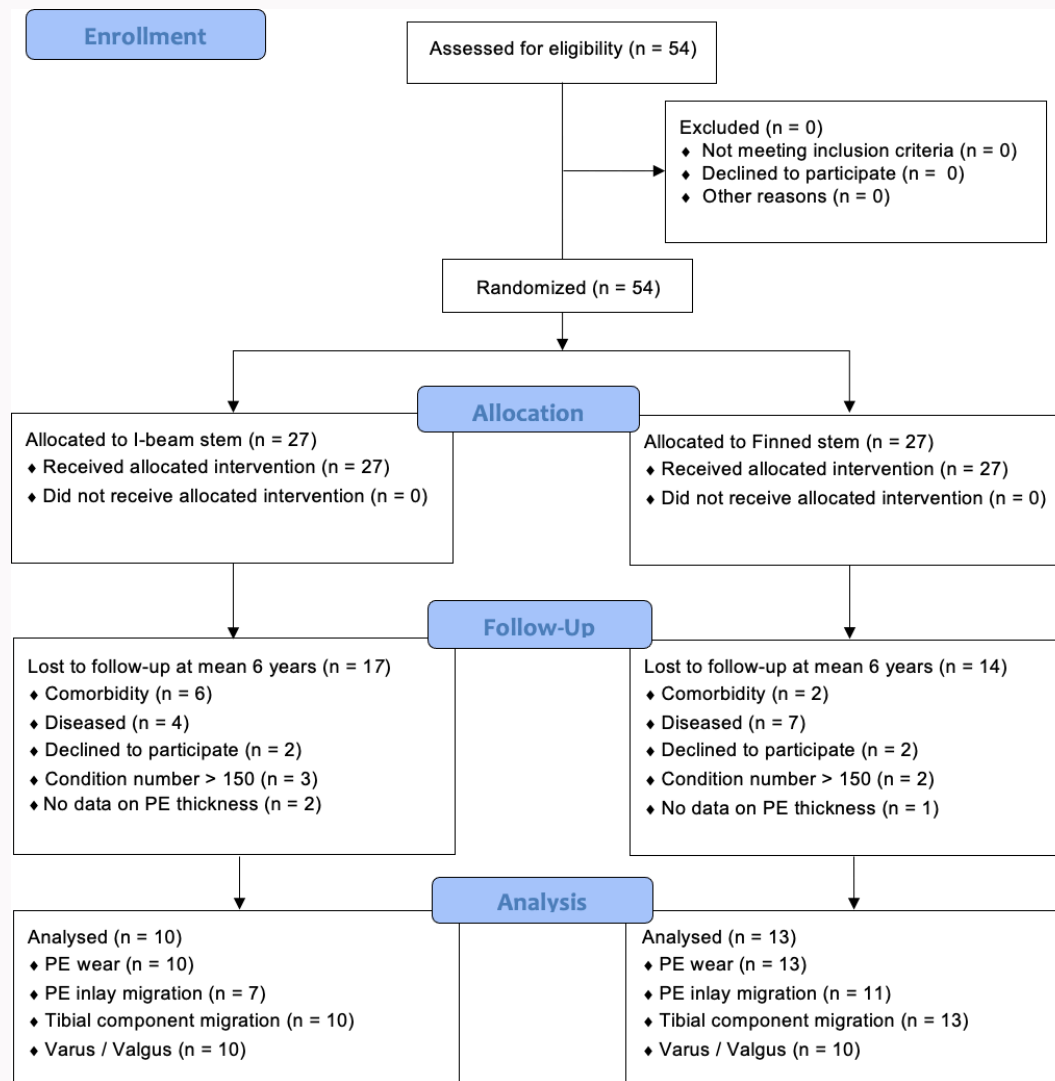 Enrollment
Assessed for eligibility (n = 54)
Excluded (n = 0)
♦ Not meeting inclusion criteria (n = 0)
♦ Declined to participate (n = 0)
♦ Other reasons (n = 0)
Randomized (n = 54)
Allocation
Allocated to I-beam stem (n = 27)
♦ Received allocated intervention (n = 27)
♦ Did not receive allocated intervention (n = 0)
Allocated to Finned stem (n = 27)
♦ Received allocated intervention (n = 27)
♦ Did not receive allocated intervention (n = 0)
Follow-Up
Lost to follow-up at mean 6 years (n = 17)
♦ Comorbidity (n = 6)
♦ Diseased (n = 4)
♦ Declined to participate (n = 2)
♦ Condition number > 150 (n = 3)
♦ No data on PE thickness (n = 2)
Lost to follow-up at mean 6 years (n = 14)
♦ Comorbidity (n = 2)
♦ Diseased (n = 7)
♦ Declined to participate (n = 2)
♦ Condition number > 150 (n = 2)
♦ No data on PE thickness (n = 1)
Analysis
Analysed (n = 10)
♦ PE wear (n = 10)
♦ PE inlay migration (n = 7)
♦ Tibial component migration (n = 10)
♦ Varus / Valgus (n = 10)
Analysed (n = 13)
♦ PE wear (n = 13)
♦ PE inlay migration (n = 11)
♦ Tibial component migration (n = 13)
♦ Varus / Valgus (n = 10)